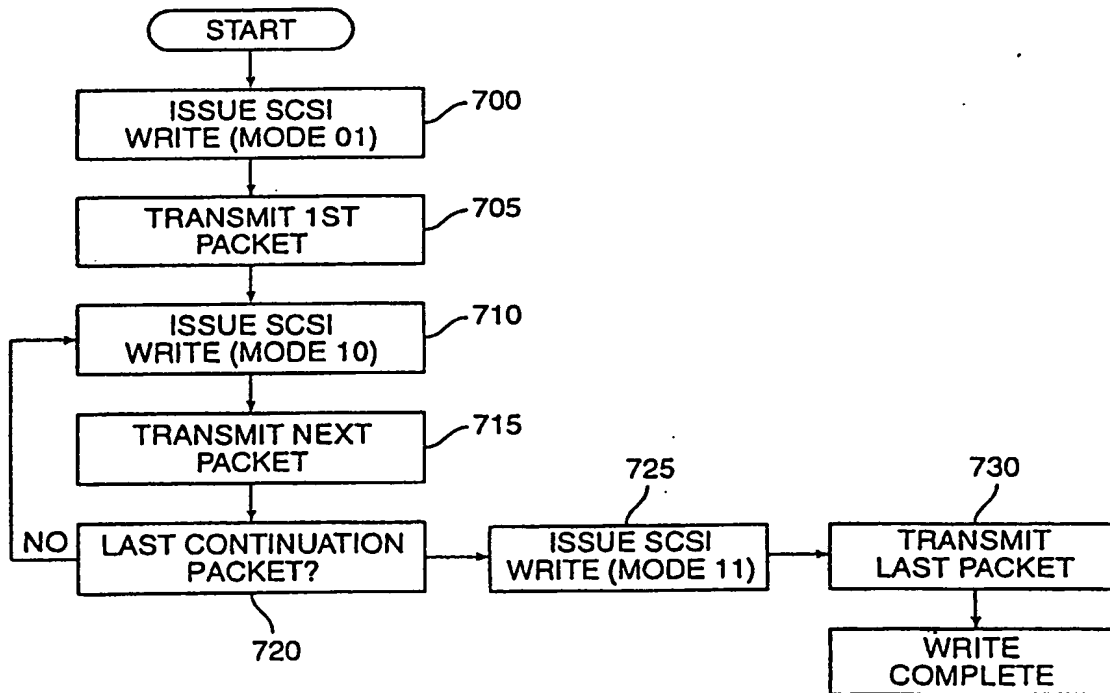 START
ISSUE SCSI
WRITE (MODE 01)
700
TRANSMIT 1ST
PACKET
705
ISSUE SCSI
WRITE (MODE 10)
710
TRANSMIT NEXT
PACKET
715
NO
LAST CONTINUATION
PACKET?
720
725
ISSUE SCSI
WRITE (MODE 11)
730
TRANSMIT
LAST PACKET
WRITE
COMPLETE